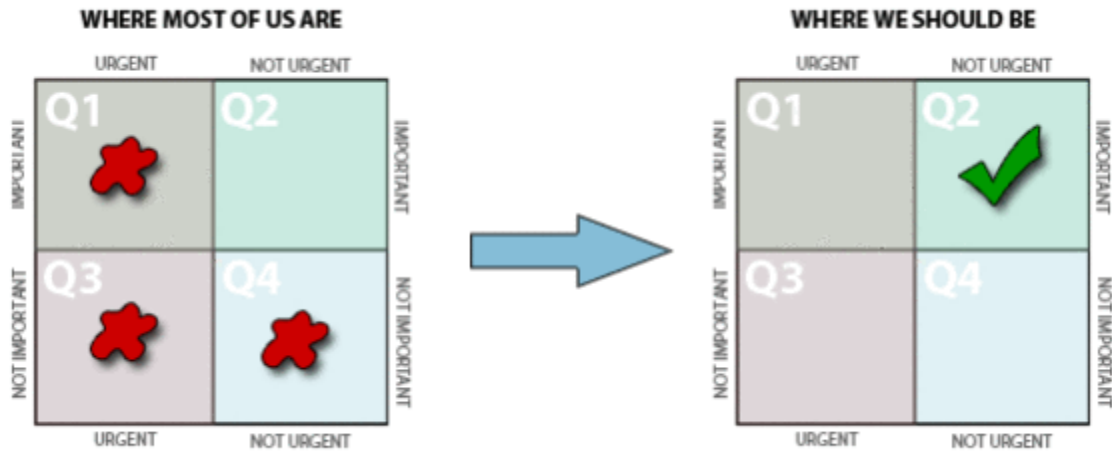 WHERE MOST OF US ARE
URGENT
NOT URGENT
IMPORTANT
Q1
Q2
IMPORTANT
NOT IMPORTANT
Q3
Q4
NOT IMPORTANT
URGENT
NOT URGENT
WHERE WE SHOULD BE
URGENT
NOT URGENT
IMPORTANT
Q1
Q2
IMPORTANT
NOT IMPORTANT
Q3
Q4
NOT IMPORTANT
URGENT
NOT URGENT